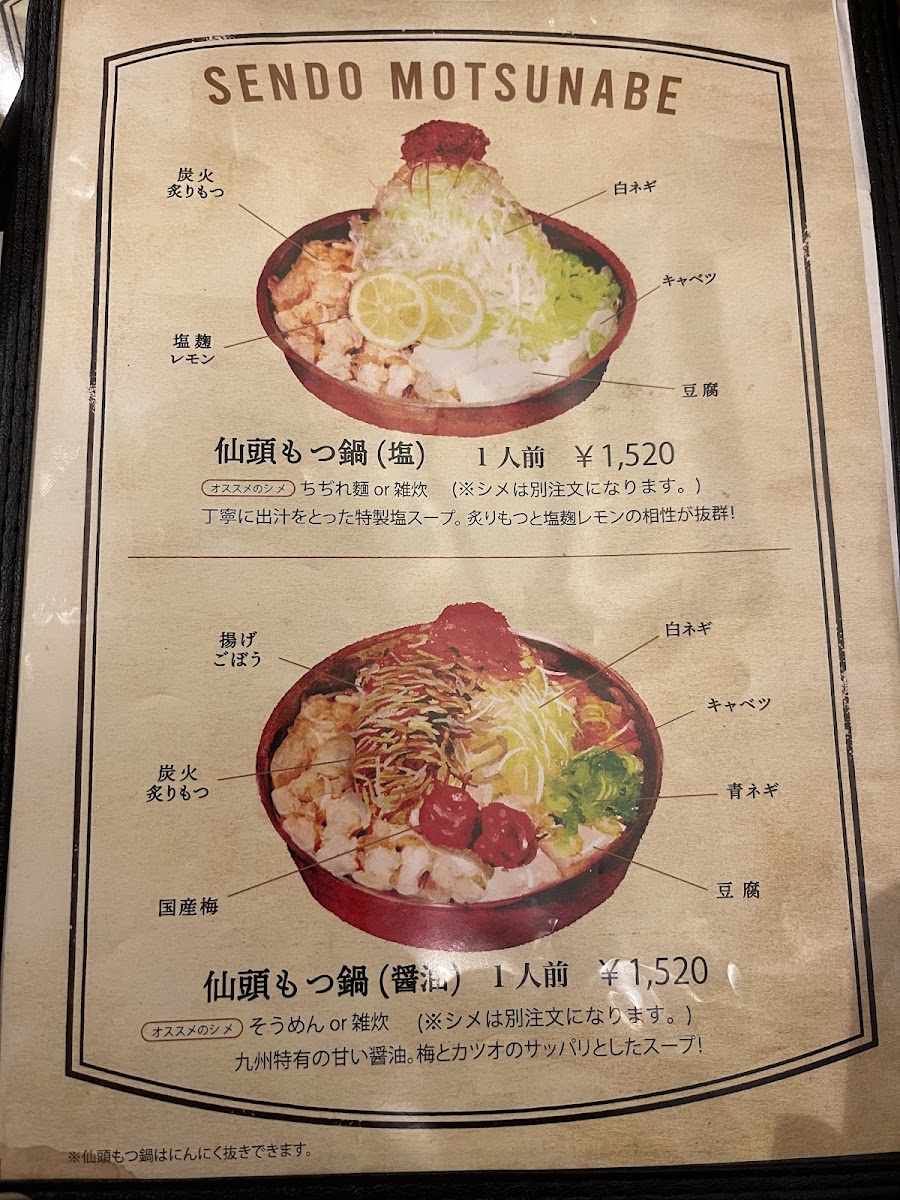 SENDO MOTSUNABE
炭火
炙りもつ
白ネギ
キャベツ
塩麹
レモン
豆腐
仙頭もつ鍋(塩) 1人前 ¥1,520
オススメのシメ ちぢれ麺 or 雑炊 (※シメは別注文になります。)
丁寧に出汁をとった特製塩スープ。炙りもつと塩麹レモンの相性が抜群!
揚げ
ごぼう
白ネギ
キャベツ
炭火
炙りもつ
青ネギ
国産梅
豆腐
仙頭もつ鍋(醤油) 1人前 ¥1,520
オススメのシメ そうめん or 雑炊 (※シメは別注文になります。)
九州特有の甘い醤油。梅とカツオのサッパリとしたスープ!
※仙頭もつ鍋はにんにく抜きできます。